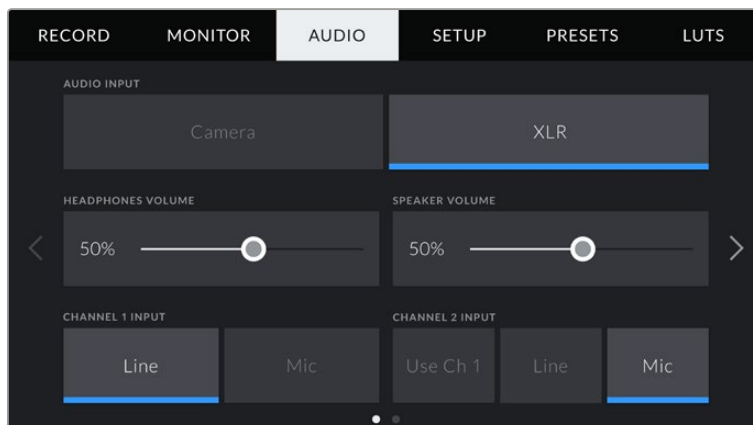 RECORD MONITOR AUDIO SETUP PRESETS LUTS
AUDIO INPUT
Camera XLR
HEADPHONES VOLUME SPEAKER VOLUME
50% 50%
CHANNEL 1 INPUT CHANNEL 2 INPUT
Line Mic Use Ch 1 Line Mic